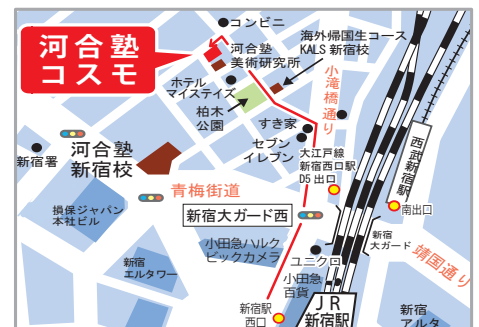 コンビニ
河合塾
コスモ
河合塾
美術研究所
海外帰国生コース
KALS 新宿校
ホテル
マイステイズ
柏木
公園
小滝橋通り
すき家
セブン
イレブン
新宿署
河合塾
新宿校
大江戸線
新宿西口駅
D5出口
西武新宿駅
青梅街道
南出口
損保ジャパン
本社ビル
新宿大ガード西
新宿
大ガード
靖国通り
小田急ハルク
ビックカメラ
ユニクロ
新宿
エルタワー
小田急
百貨
新宿駅
西口
JR
新宿駅
新宿
アルタ